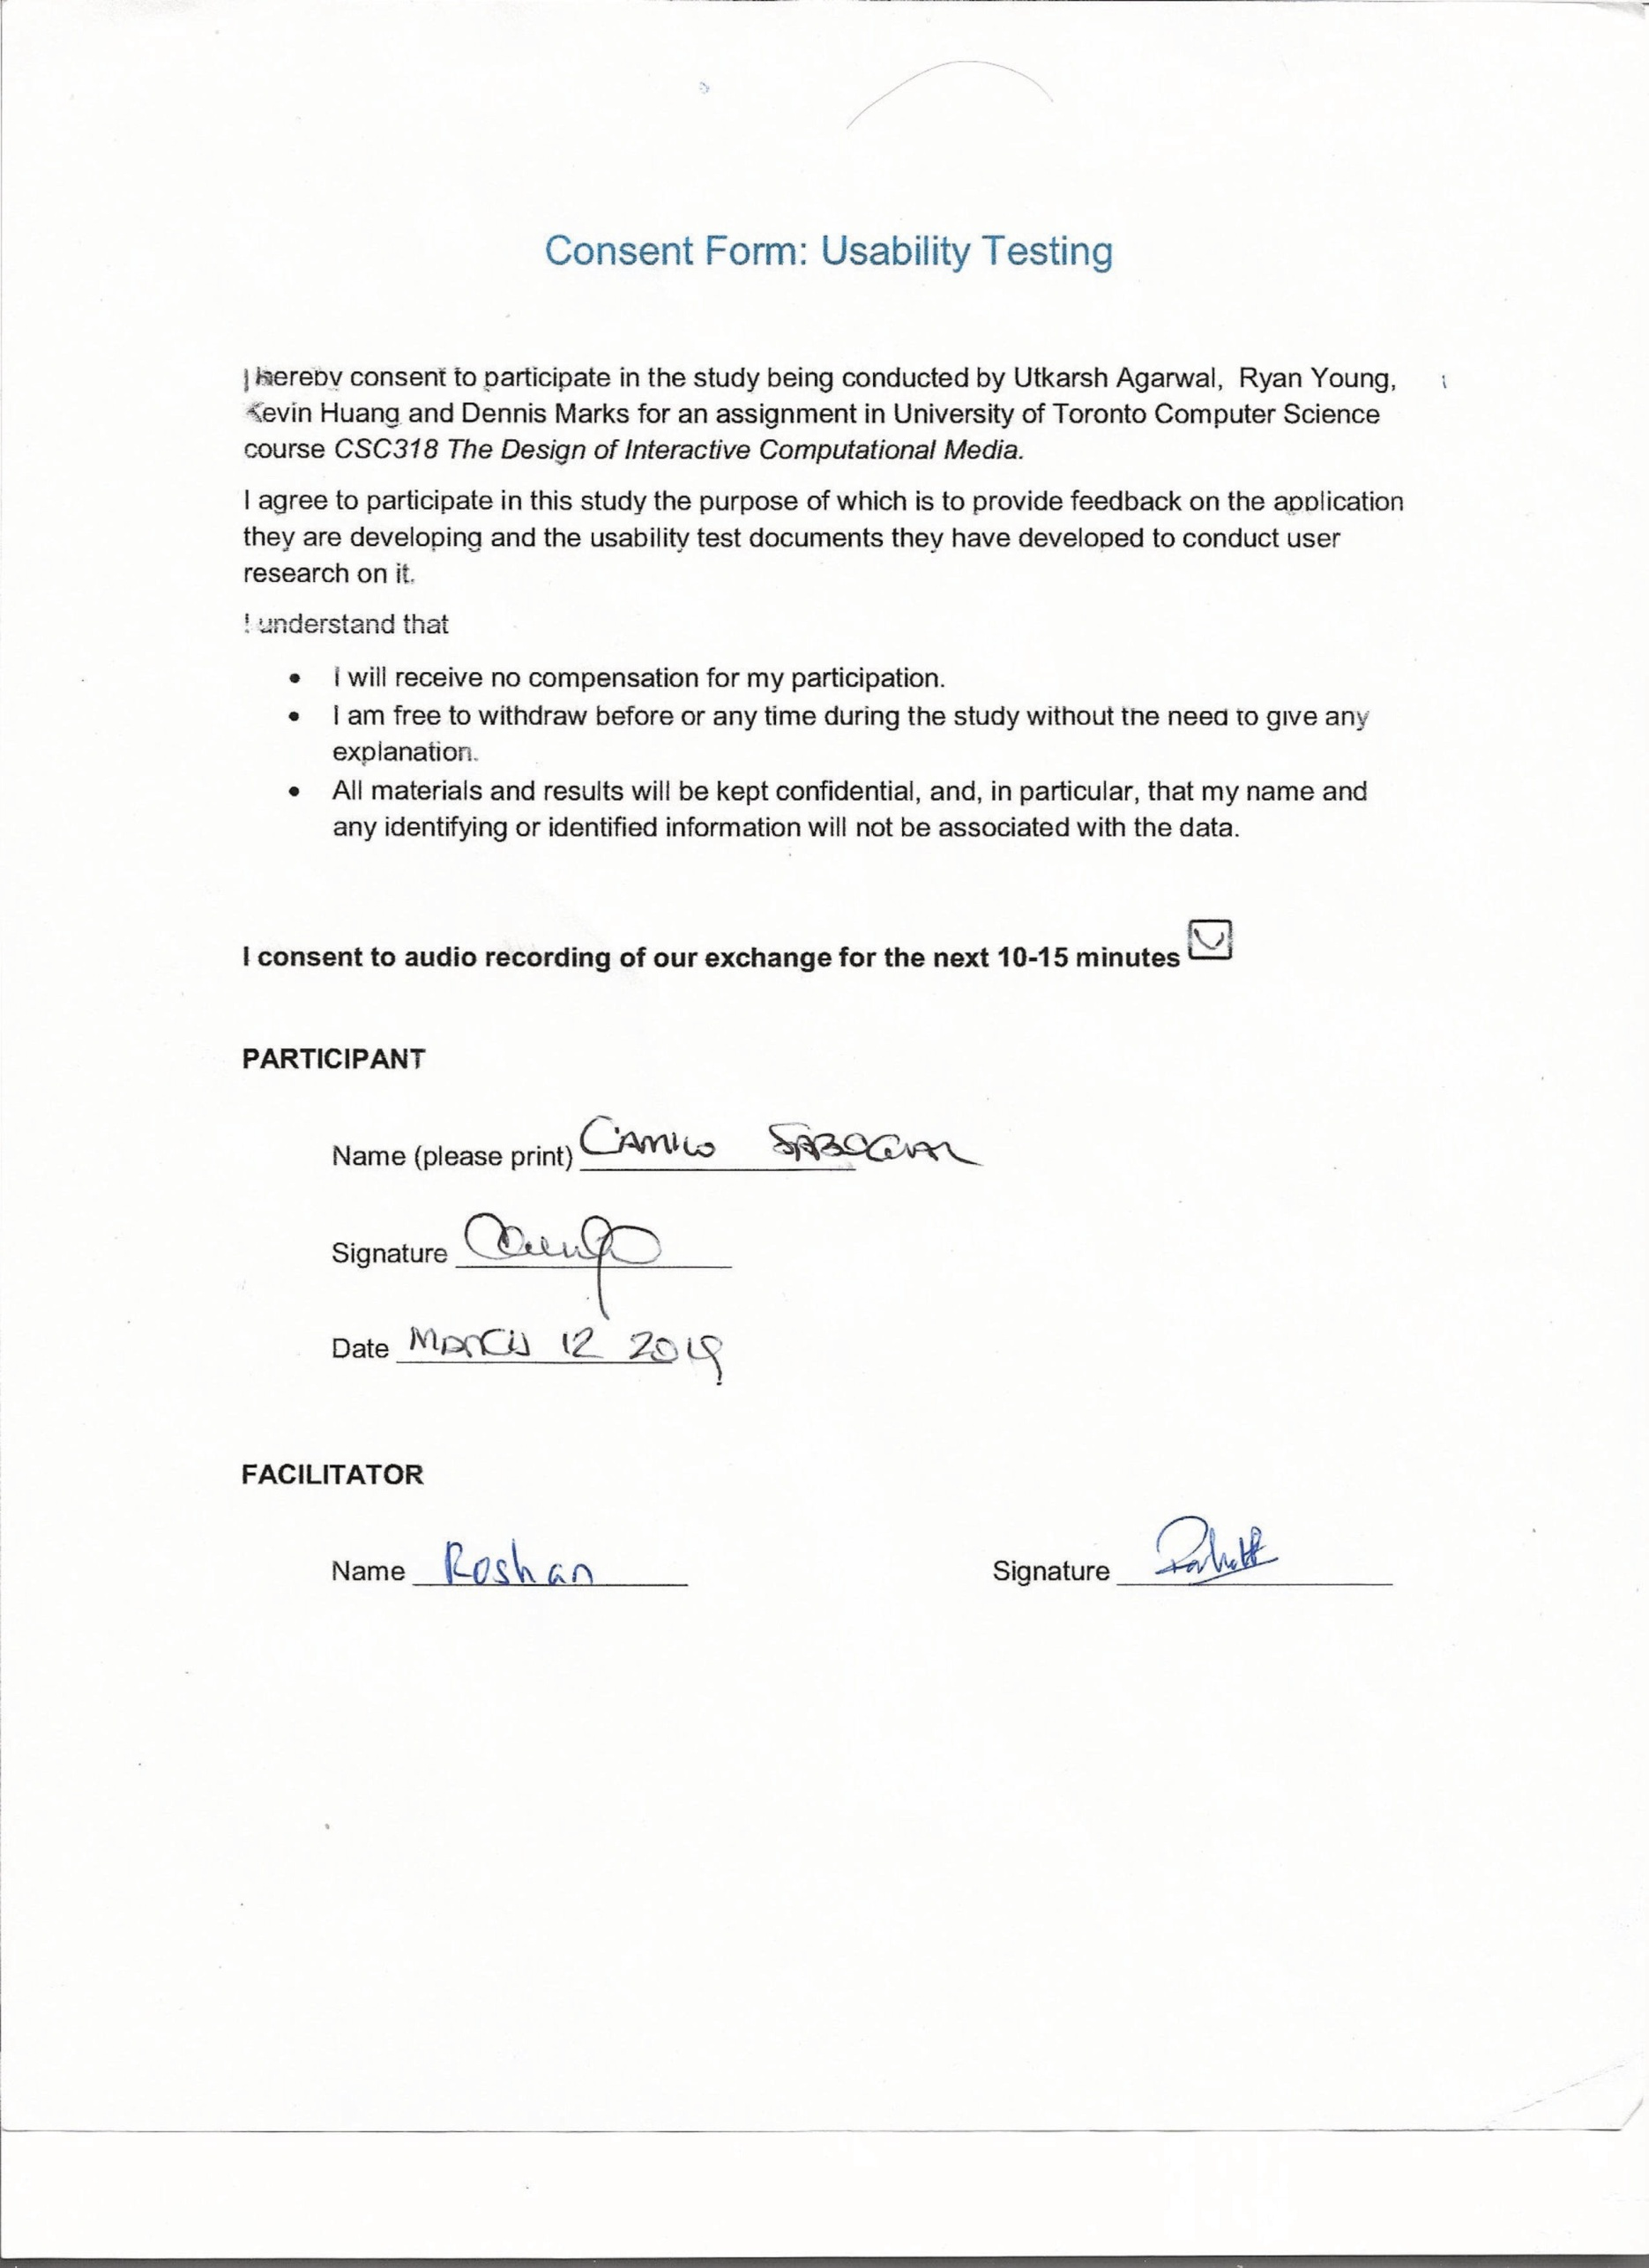 Consent Form: Usability Testing
I hereby consent to participate in the study being conducted by Utkarsh Agarwal, Ryan Young,
Kevin Huang and Dennis Marks for an assignment in University of Toronto Computer Science
course CSC318 The Design of Interactive Computational Media.
I agree to participate in this study the purpose of which is to provide feedback on the application
they are developing and the usability test documents they have developed to conduct user
research on it.
I understand that
• I will receive no compensation for my participation.
• I am free to withdraw before or any time during the study without the need to give any
explanation.
• All materials and results will be kept confidential, and, in particular, that my name and
any identifying or identified information will not be associated with the data.
I consent to audio recording of our exchange for the next 10-15 minutes
PARTICIPANT
Name (please print) CAMILO SABOGAL
Signature
Date MARCH 12 2019
FACILITATOR
Name Roshan
Signature